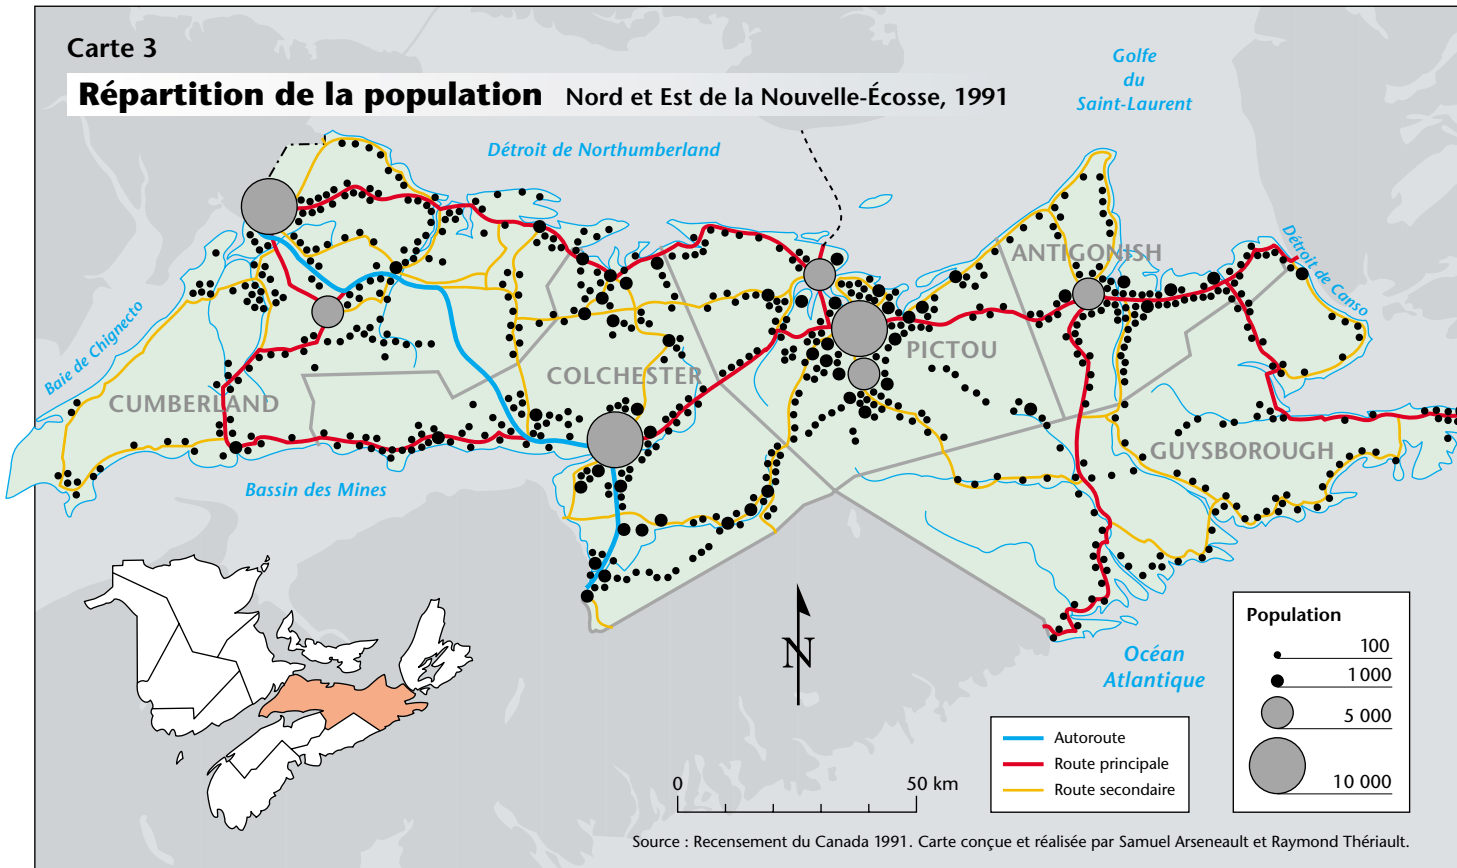 Carte 3
Répartition de la population Nord et Est de la Nouvelle-Écosse, 1991
Golfe
du
Saint-Laurent
Détroit de Northumberland
Détroit de Canso
Baie de Chignecto
ANTIGONISH
PICTOU
COLCHESTER
CUMBERLAND
GUYSBOROUGH
Bassin des Mines
Océan
Atlantique
N
Population
100
1 000
5 000
10 000
Autoroute
Route principale
Route secondaire
0 50 km
Source : Recensement du Canada 1991. Carte conçue et réalisée par Samuel Arseneault et Raymond Thériault.